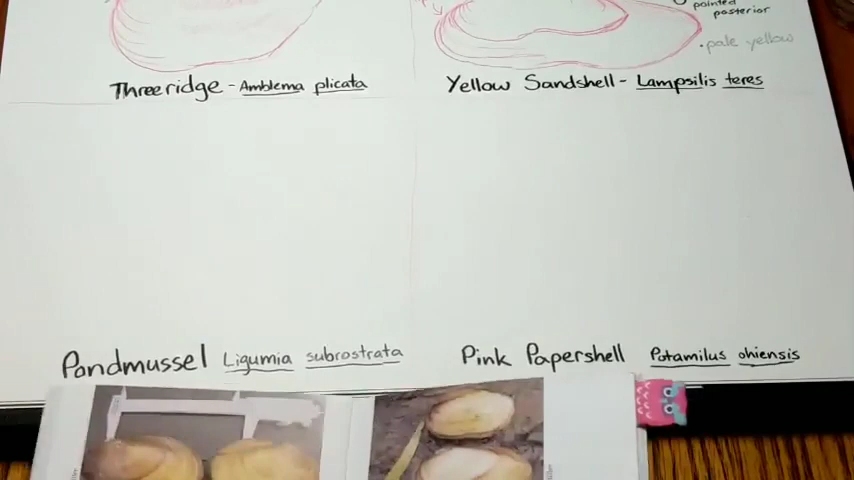 pointed
posterior
• pale yellow
Threeridge - Amblema plicata
Yellow Sandshell - Lampsilis teres
Pondmussel Ligumia subrostrata
Pink Papershell Potamilus ohiensis